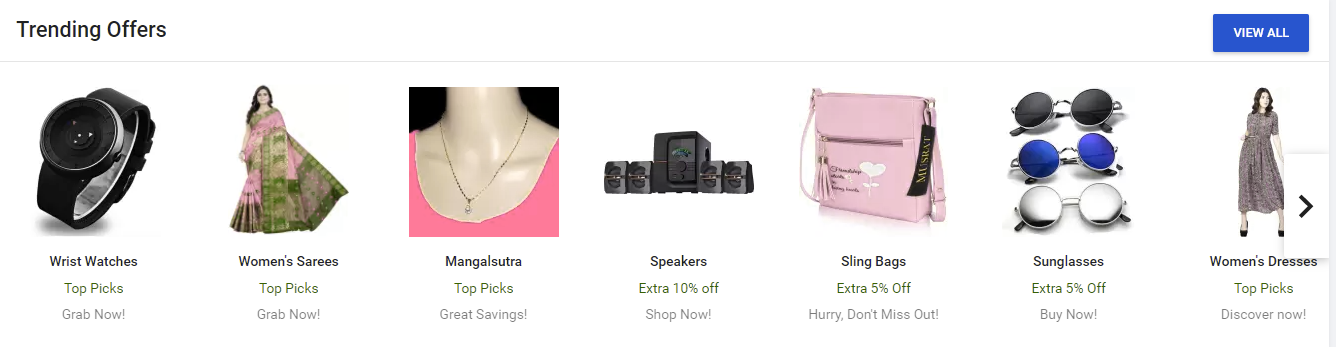 Trending Offers
VIEW ALL
MUSRAT
Friendship
Wrist Watches
Top Picks
Grab Now!
Women's Sarees
Top Picks
Grab Now!
Mangalsutra
Top Picks
Great Savings!
Speakers
Extra 10% off
Shop Now!
Sling Bags
Extra 5% Off
Hurry, Don't Miss Out!
Sunglasses
Extra 5% Off
Buy Now!
Women's Dresses
Top Picks
Discover now!